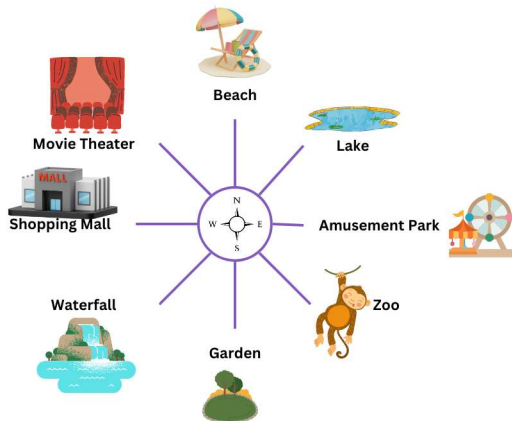 Beach
Movie Theater
Lake
MALL
Shopping Mall
N
W
E
S
Amusement Park
Waterfall
Zoo
Garden